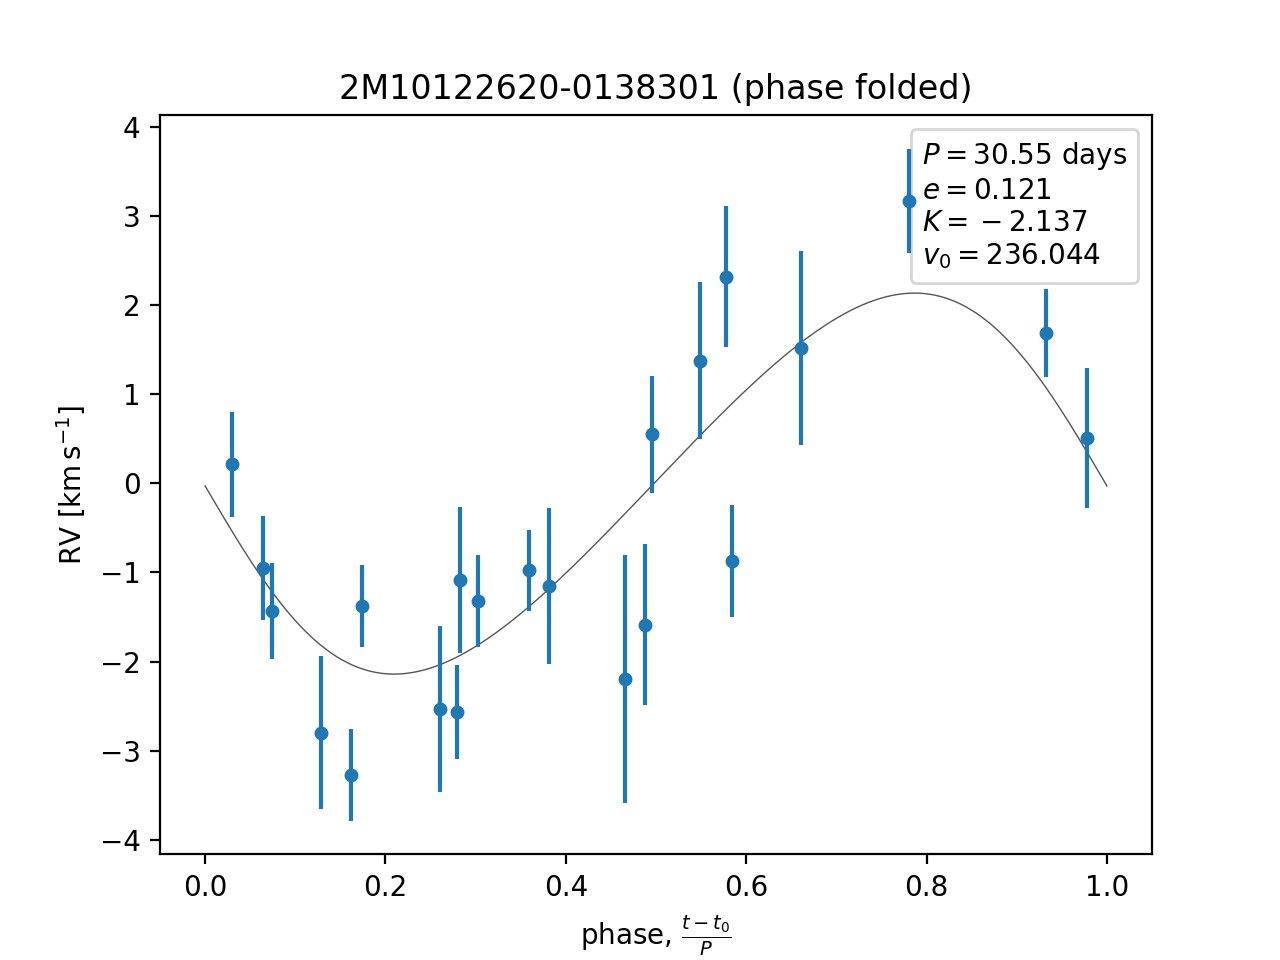 2M10122620-0138301 (phase folded)
P = 30.55 days
e = 0.121
K = −2.137
v₀ = 236.044
4
3
2
1
0
−1
−2
−3
−4
RV [km s⁻¹]
0.0 0.2 0.4 0.6 0.8 1.0
phase, (t − t₀)/P